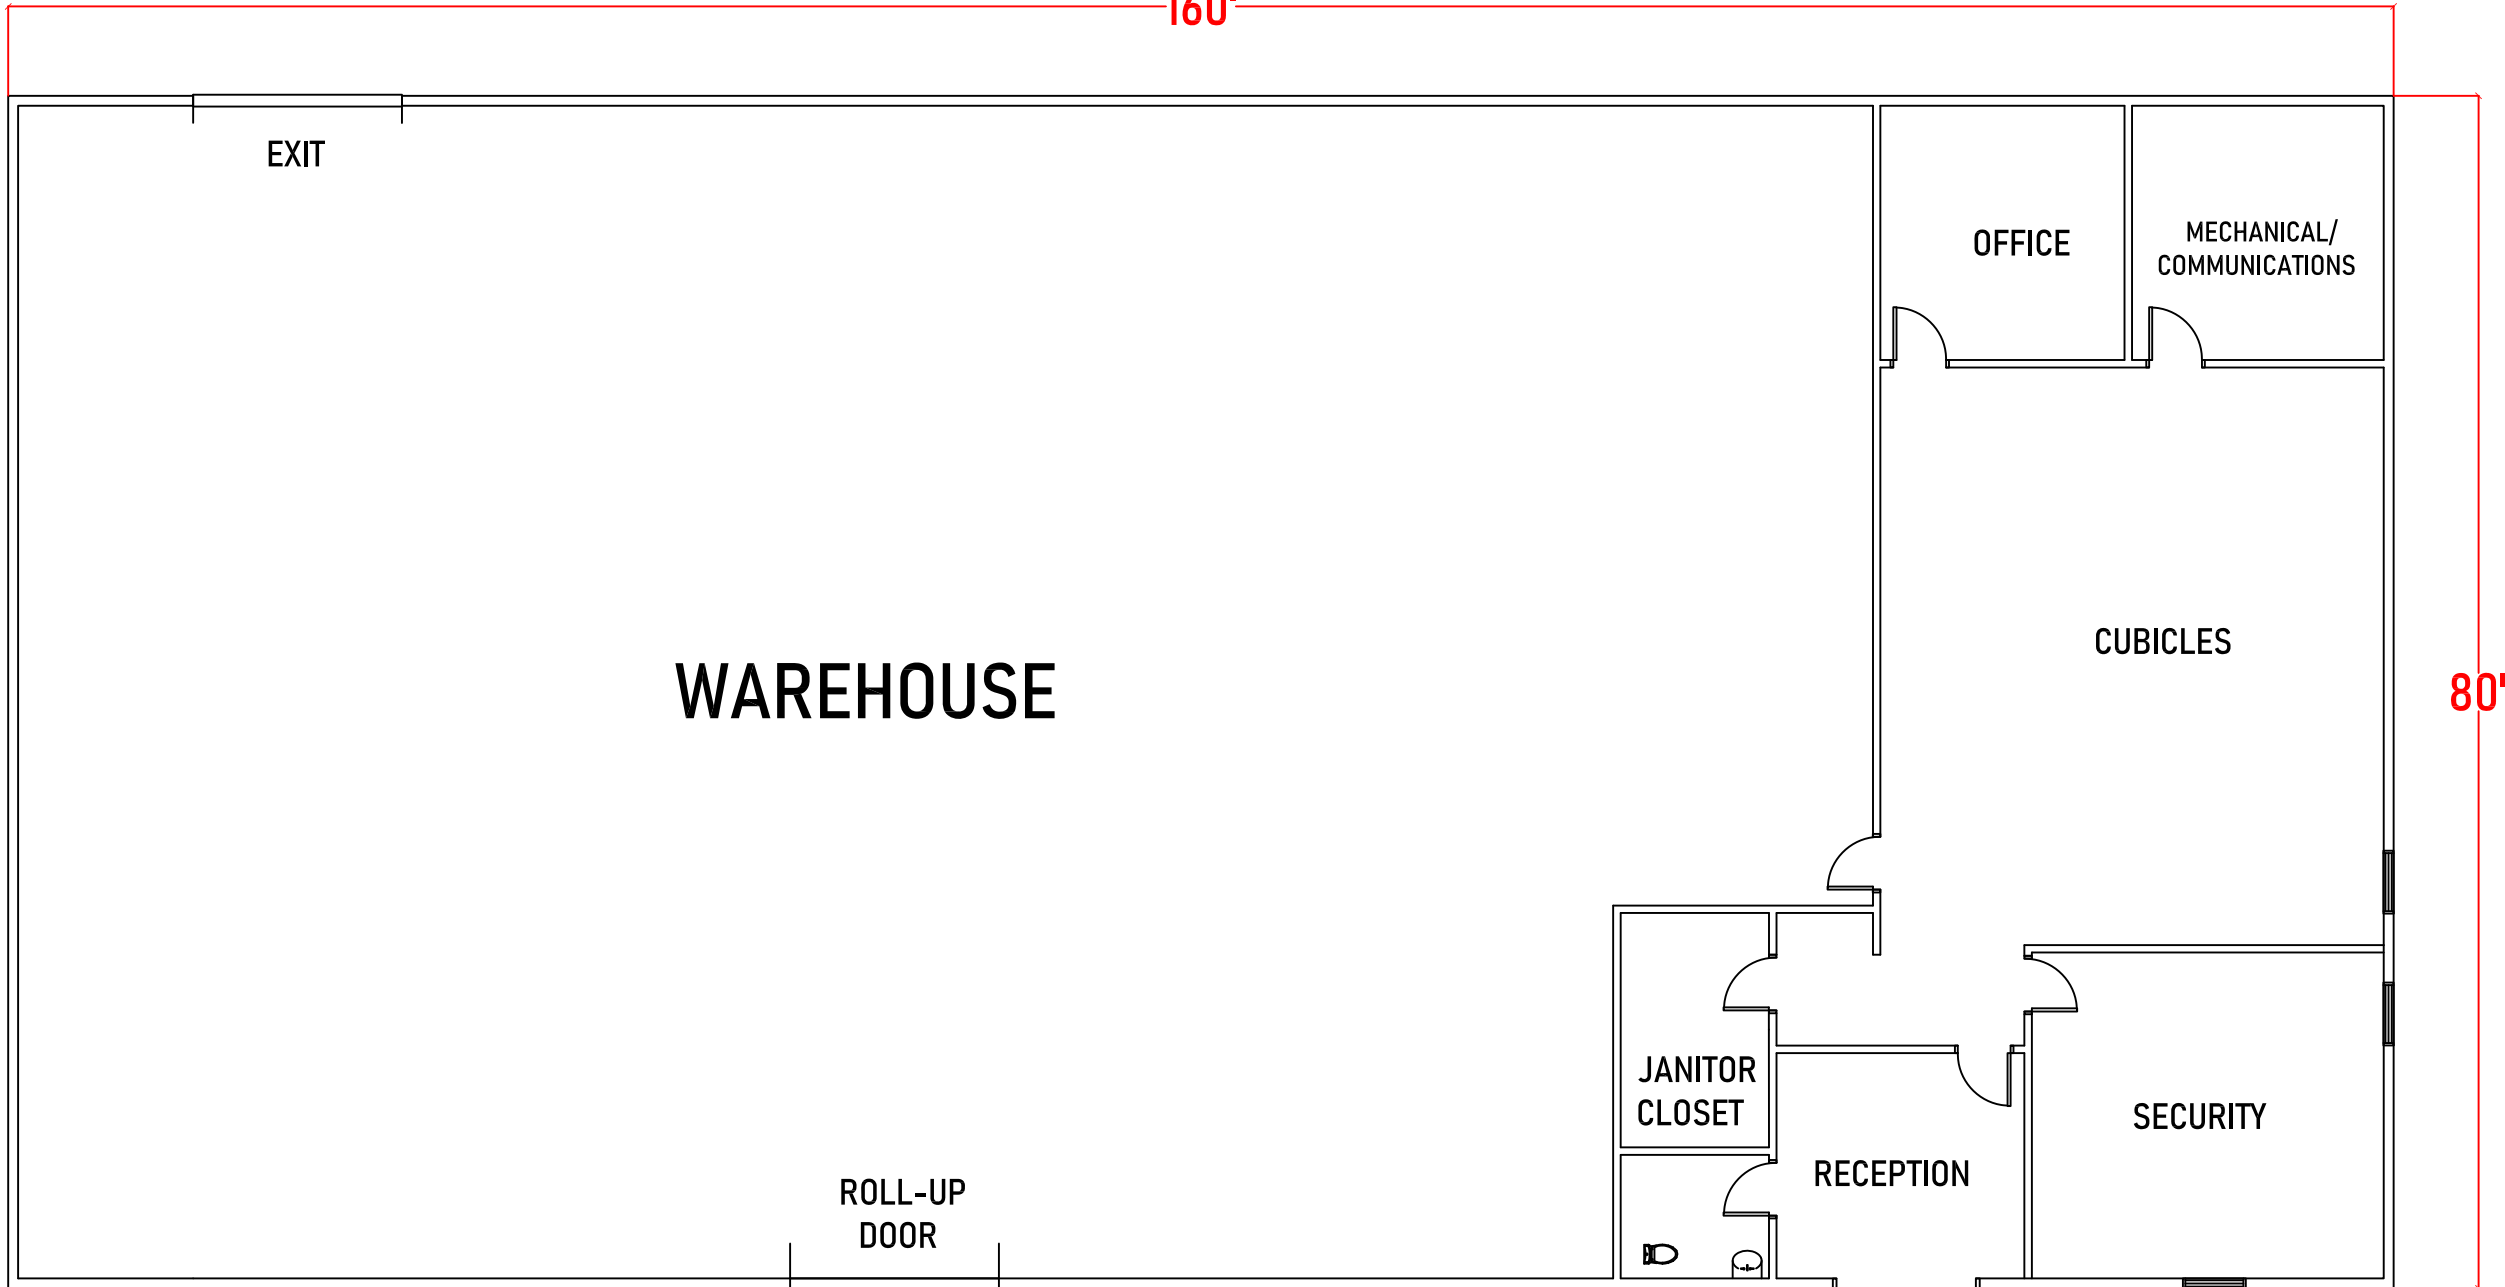 160'
EXIT
OFFICE
MECHANICAL/
COMMUNICATIONS
CUBICLES
WAREHOUSE
80'
JANITOR
CLOSET
SECURITY
RECEPTION
ROLL-UP
DOOR